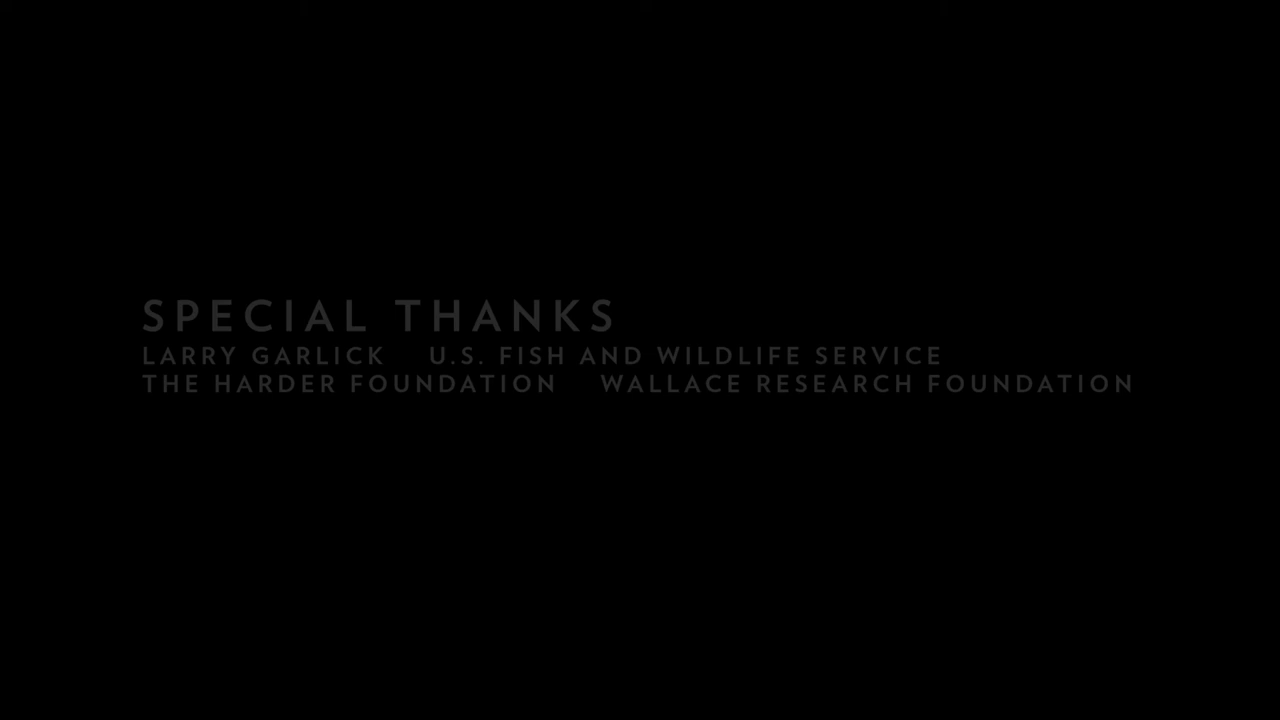 SPECIAL THANKS
LARRY GARLICK U.S. FISH AND WILDLIFE SERVICE
THE HARDER FOUNDATION WALLACE RESEARCH FOUNDATION